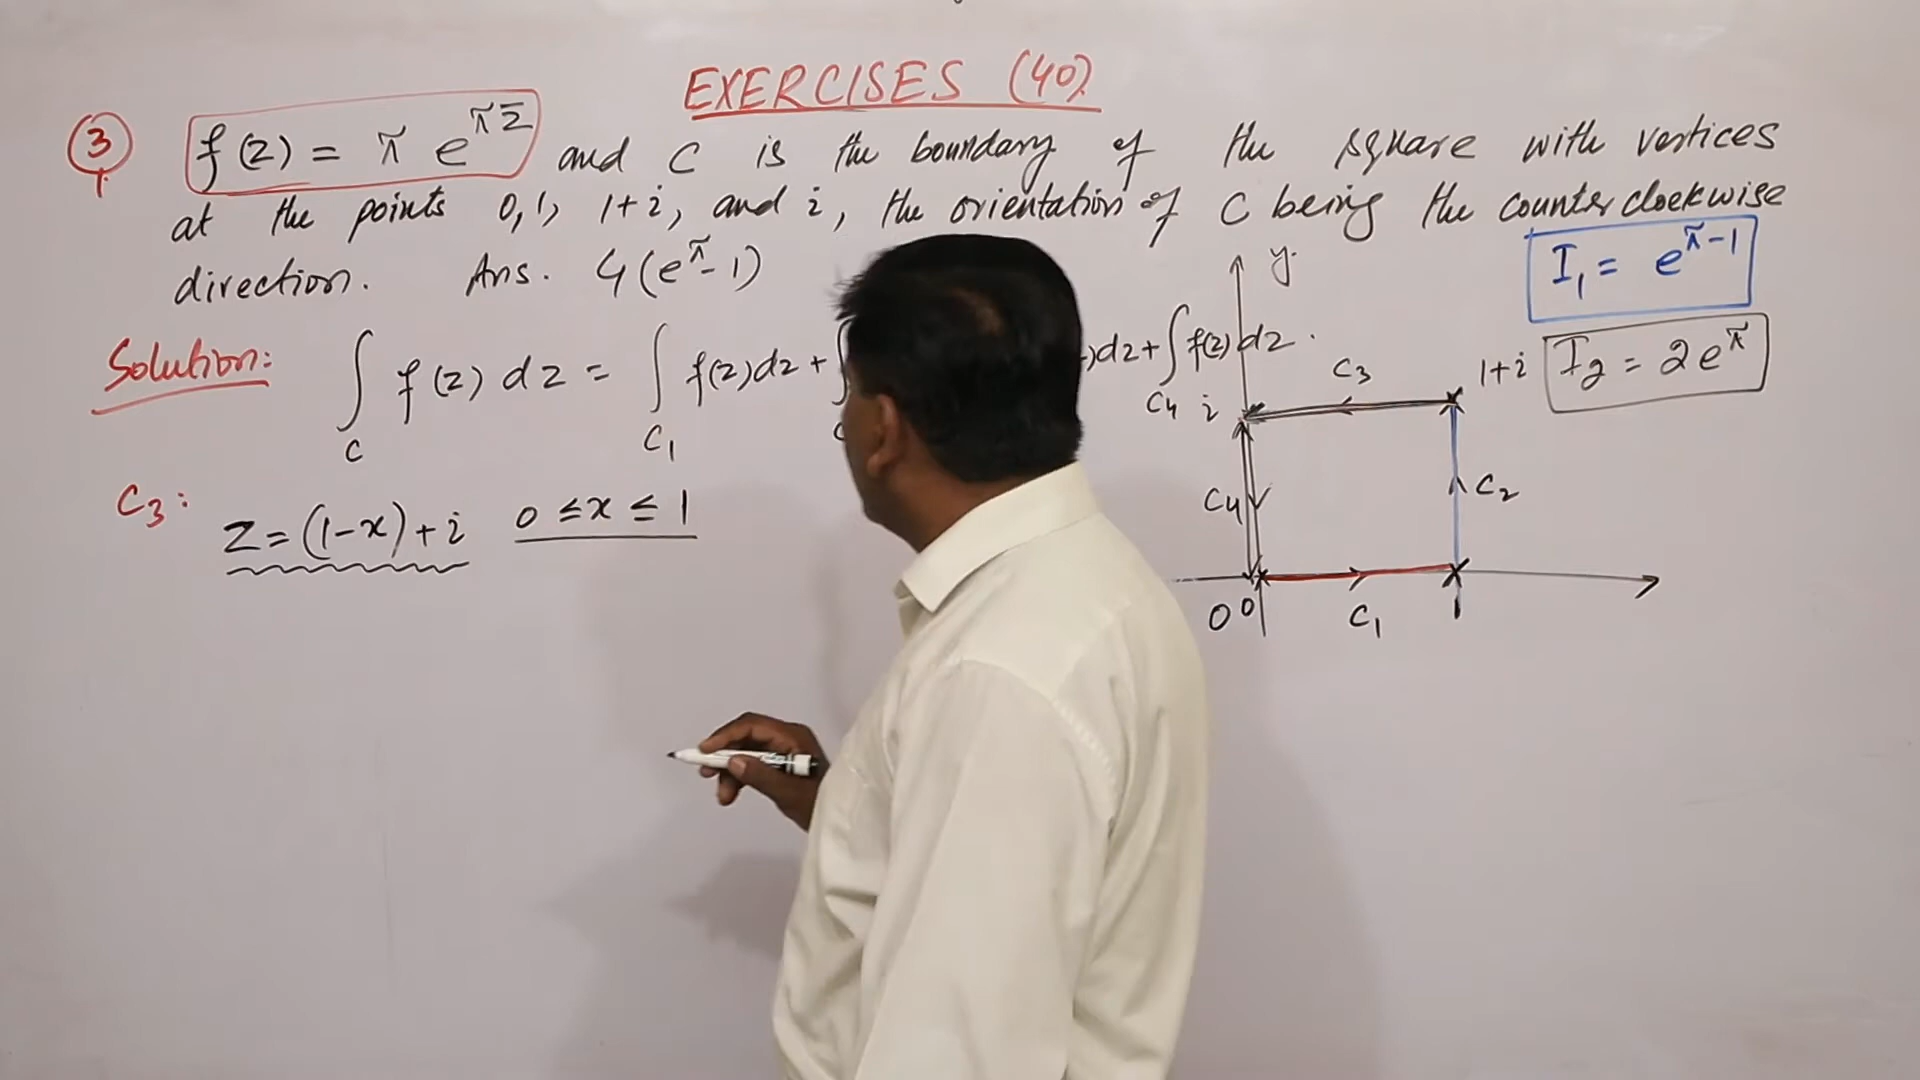 EXERCISES (40)
3 f(z) = π e^{π z̄} and C is the boundary of the square with vertices
at the points 0, 1, 1+i, and i, the orientation of C being the counterclockwise
direction. Ans. 4(e^π - 1)
I₁ = e^{π-1}
I₂ = 2e^π
Solution: ∫_C f(z) dz = ∫_{C₁} f(z)dz + ∫ )dz + ∫_{C₄} f(z)dz.
C₃: z = (1-x)+i 0 ≤ x ≤ 1
y
i
C₃
1+i
C₄
C₂
0 0
C₁
1